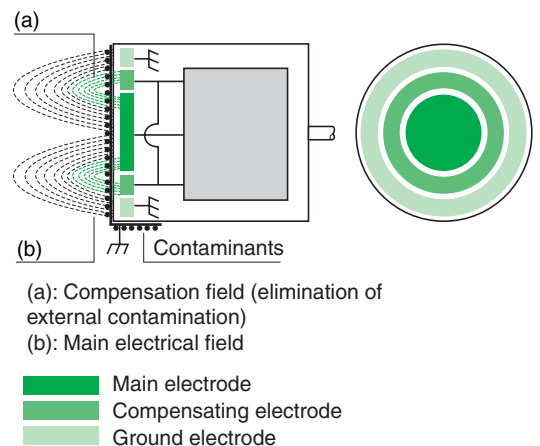 (a)
(b)
Contaminants
(a): Compensation field (elimination of
external contamination)
(b): Main electrical field
Main electrode
Compensating electrode
Ground electrode